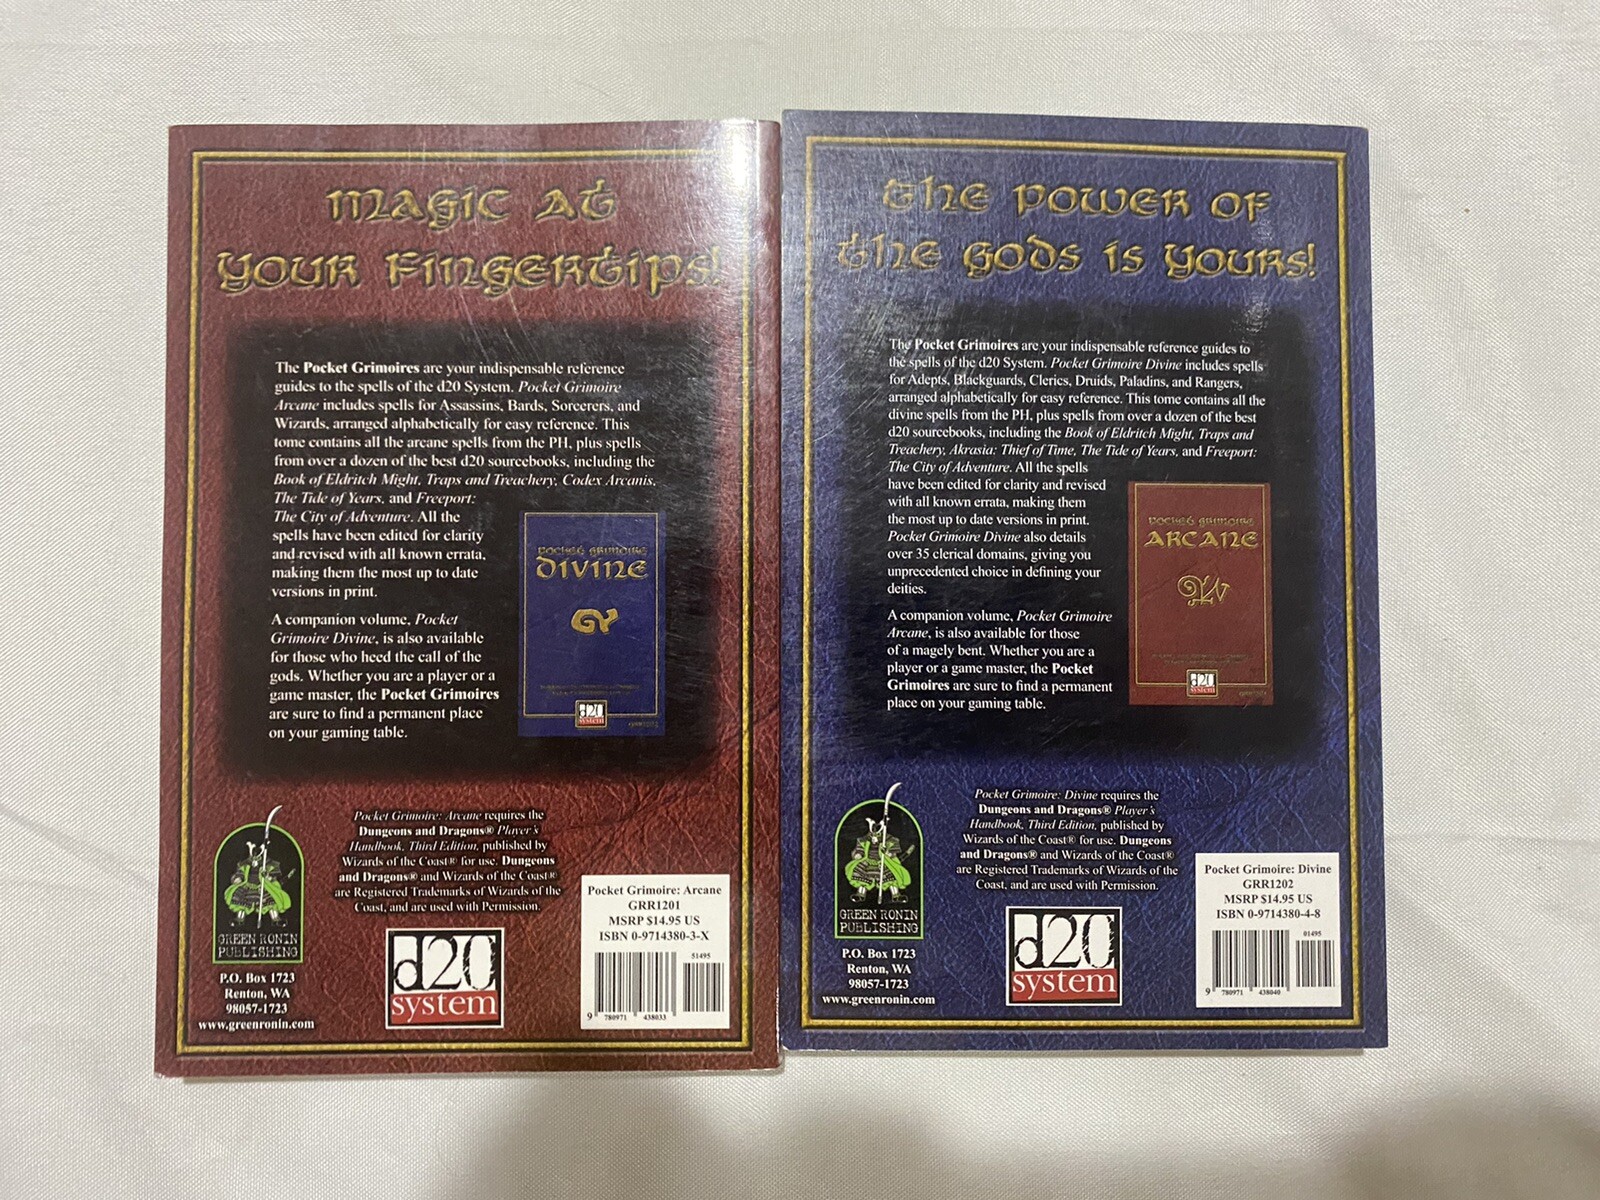 Magic At
Your Fingertips!
The Pocket Grimoires are your indispensable reference
guides to the spells of the d20 System. Pocket Grimoire
Arcane includes spells for Assassins, Bards, Sorcerers, and
Wizards, arranged alphabetically for easy reference. This
tome contains all the arcane spells from the PH, plus spells
from over a dozen of the best d20 sourcebooks, including the
Book of Eldritch Might, Traps and Treachery, Codex Arcanis,
The Tide of Years, and Freeport:
The City of Adventure. All the
spells have been edited for clarity
and revised with all known errata,
making them the most up to date
versions in print.
A companion volume, Pocket
Grimoire Divine, is also available
for those who heed the call of the
gods. Whether you are a player or a
game master, the Pocket Grimoires
are sure to find a permanent place
on your gaming table.
Pocket Grimoire
Divine
d20
system
Pocket Grimoire: Arcane requires the
Dungeons and Dragons® Player's
Handbook, Third Edition, published by
Wizards of the Coast® for use. Dungeons
and Dragons® and Wizards of the Coast®
are Registered Trademarks of Wizards of the
Coast, and are used with Permission.
GREEN RONIN
PUBLISHING
P.O. Box 1723
Renton, WA
98057-1723
www.greenronin.com
d20
system
Pocket Grimoire: Arcane
GRR1201
MSRP $14.95 US
ISBN 0-9714380-3-X
51495
9 780971 438033
The Power of
the Gods is Yours!
The Pocket Grimoires are your indispensable reference guides to
the spells of the d20 System. Pocket Grimoire Divine includes spells
for Adepts, Blackguards, Clerics, Druids, Paladins, and Rangers,
arranged alphabetically for easy reference. This tome contains all the
divine spells from the PH, plus spells from over a dozen of the best
d20 sourcebooks, including the Book of Eldritch Might, Traps and
Treachery, Akrasia: Thief of Time, The Tide of Years, and Freeport:
The City of Adventure. All the spells
have been edited for clarity and revised
with all known errata, making them
the most up to date versions in print.
Pocket Grimoire Divine also details
over 35 clerical domains, giving you
unprecedented choice in defining your
deities.
A companion volume, Pocket Grimoire
Arcane, is also available for those
of a magely bent. Whether you are a
player or a game master, the Pocket
Grimoires are sure to find a permanent
place on your gaming table.
Pocket Grimoire
Arcane
d20
system
Pocket Grimoire: Divine requires the
Dungeons and Dragons® Player's
Handbook, Third Edition, published by
Wizards of the Coast® for use. Dungeons
and Dragons® and Wizards of the Coast®
are Registered Trademarks of Wizards of the
Coast, and are used with Permission.
GREEN RONIN
PUBLISHING
P.O. Box 1723
Renton, WA
98057-1723
www.greenronin.com
d20
system
Pocket Grimoire: Divine
GRR1202
MSRP $14.95 US
ISBN 0-9714380-4-8
01495
9 780971 438040